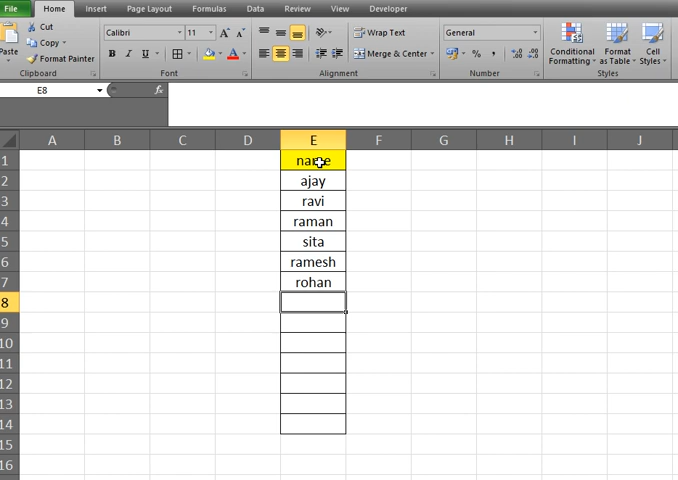 File Home Insert Page Layout Formulas Data Review View Developer
Cut
Copy
Format Painter
Paste
Clipboard
Calibri 11 A A
B I U A
Font
Wrap Text
Merge & Center
Alignment
General
% ,
Number
Conditional Formatting
Format as Table
Cell Styles
Styles
E8 fx
A B C D E F G H I J
1 name
2 ajay
3 ravi
4 raman
5 sita
6 ramesh
7 rohan
8
9
10
11
12
13
14
15
16